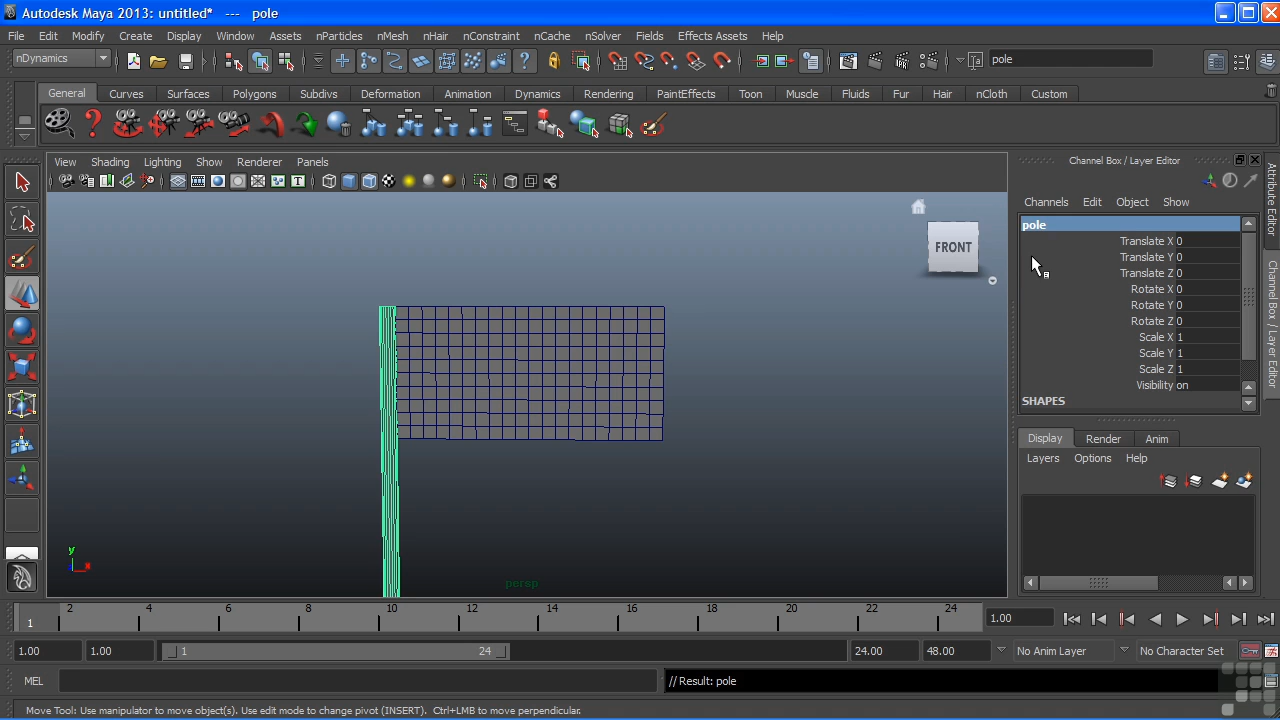 Autodesk Maya 2013: untitled*   ---   pole
File Edit Modify Create Display Window Assets nParticles nMesh nHair nConstraint nCache nSolver Fields Effects Assets Help
nDynamics
pole
General Curves Surfaces Polygons Subdivs Deformation Animation Dynamics Rendering PaintEffects Toon Muscle Fluids Fur Hair nCloth Custom
View Shading Lighting Show Renderer Panels
Channel Box / Layer Editor
Channels Edit Object Show
pole
Translate X 0
Translate Y 0
Translate Z 0
Rotate X 0
Rotate Y 0
Rotate Z 0
Scale X 1
Scale Y 1
Scale Z 1
Visibility on
SHAPES
Attribute Editor
Channel Box / Layer Editor
FRONT
y
x
persp
Display Render Anim
Layers Options Help
1 2 4 6 8 10 12 14 16 18 20 22 24 1.00
1.00 1.00 1 24 24.00 48.00 No Anim Layer No Character Set
MEL // Result: pole
Move Tool: Use manipulator to move object(s). Use edit mode to change pivot (INSERT).  Ctrl+LMB to move perpendicular.